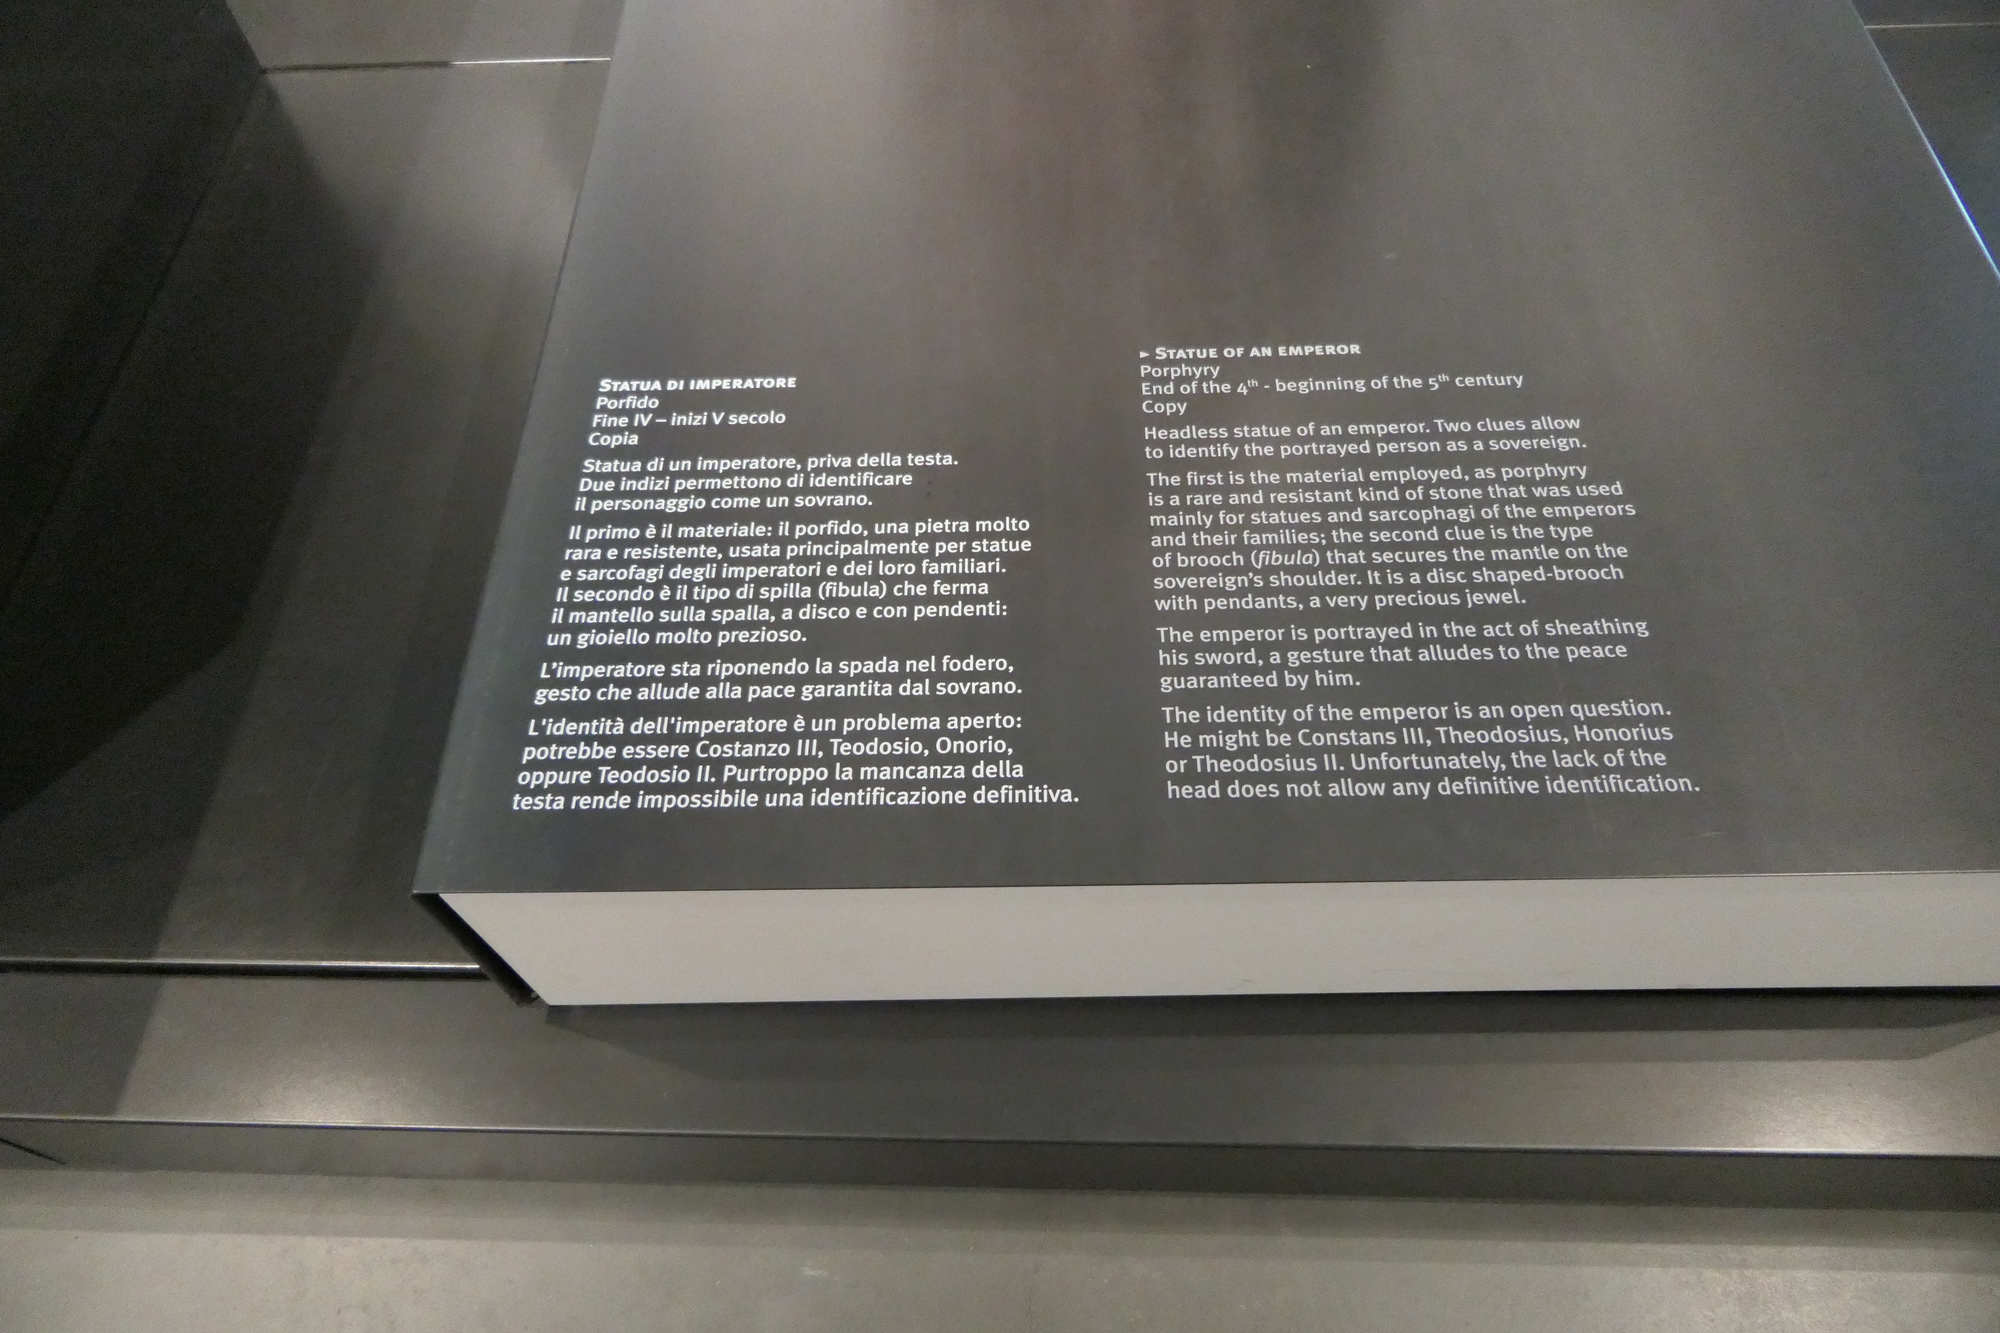 STATUA DI IMPERATORE
Porfido
Fine IV – inizi V secolo
Copia
Statua di un imperatore, priva della testa.
Due indizi permettono di identificare
il personaggio come un sovrano.
Il primo è il materiale: il porfido, una pietra molto
rara e resistente, usata principalmente per statue
e sarcofagi degli imperatori e dei loro familiari.
Il secondo è il tipo di spilla (fibula) che ferma
il mantello sulla spalla, a disco e con pendenti:
un gioiello molto prezioso.
L'imperatore sta riponendo la spada nel fodero,
gesto che allude alla pace garantita dal sovrano.
L'identità dell'imperatore è un problema aperto:
potrebbe essere Costanzo III, Teodosio, Onorio,
oppure Teodosio II. Purtroppo la mancanza della
testa rende impossibile una identificazione definitiva.
► STATUE OF AN EMPEROR
Porphyry
End of the 4th - beginning of the 5th century
Copy
Headless statue of an emperor. Two clues allow
to identify the portrayed person as a sovereign.
The first is the material employed, as porphyry
is a rare and resistant kind of stone that was used
mainly for statues and sarcophagi of the emperors
and their families; the second clue is the type
of brooch (fibula) that secures the mantle on the
sovereign's shoulder. It is a disc shaped-brooch
with pendants, a very precious jewel.
The emperor is portrayed in the act of sheathing
his sword, a gesture that alludes to the peace
guaranteed by him.
The identity of the emperor is an open question.
He might be Constans III, Theodosius, Honorius
or Theodosius II. Unfortunately, the lack of the
head does not allow any definitive identification.